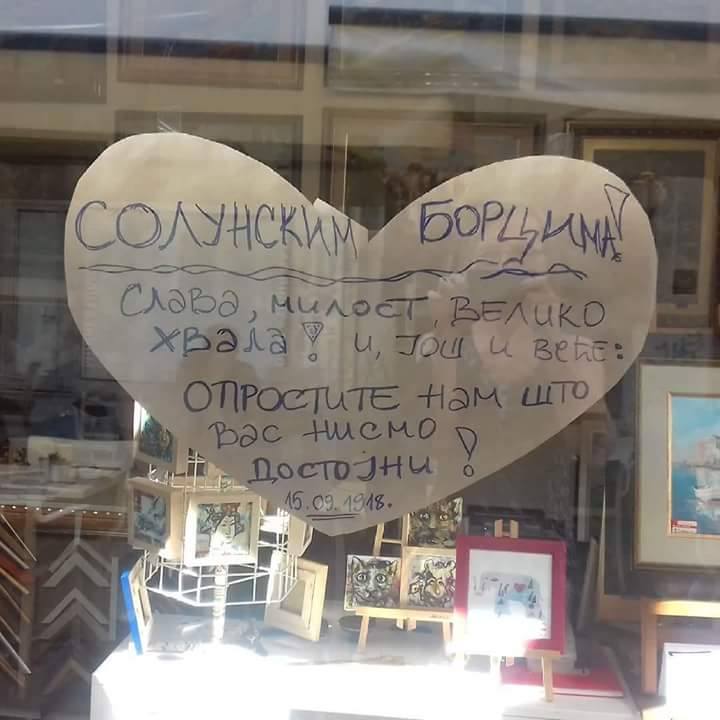 СОЛУНСКИМ БОРЦИМА!
СЛАВА, МИЛОСТ, ВЕЛИКО
ХВАЛА! И, ЈОШ И ВЕЋЕ:
ОПРОСТИТЕ НАМ ШТО
ВАС НИСМО
ДОСТОЈНИ!
15.09.1918.